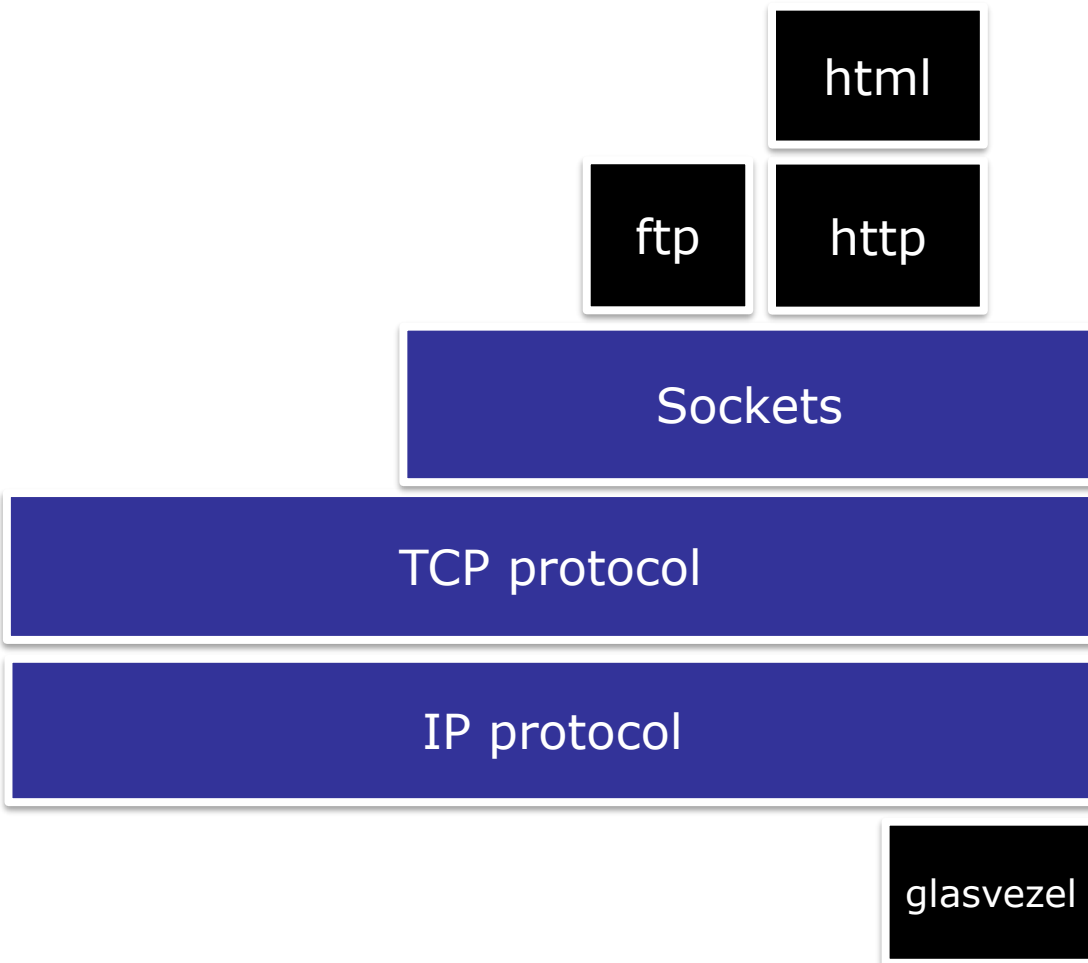 html
ftp
http
Sockets
TCP protocol
IP protocol
glasvezel